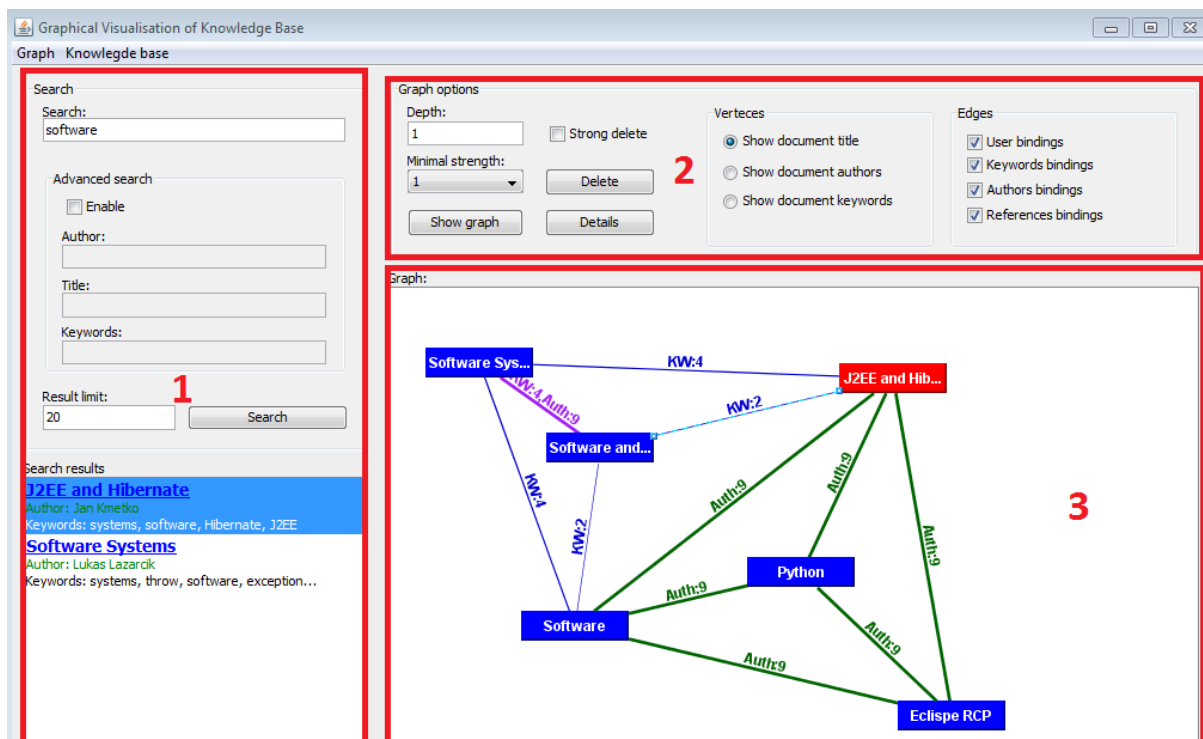 Graphical Visualisation of Knowledge Base
Graph Knowlegde base
Search
Search:
software
Advanced search
Enable
Author:
Title:
Keywords:
Result limit:
1
20
Search
Search results
J2EE and Hibernate
Author: Jan Kmetko
Keywords: systems, software, Hibernate, J2EE
Software Systems
Author: Lukas Lazarcik
Keywords: systems, throw, software, exception...
Graph options
Depth:
1
Strong delete
Minimal strength:
1
Delete
Show graph
Details
2
Verteces
Show document title
Show document authors
Show document keywords
Edges
User bindings
Keywords bindings
Authors bindings
References bindings
Graph:
Software Sys...
KW:4
J2EE and Hib...
KW:4,Auth:9
KW:2
Software and...
KW:4
KW:2
Auth:9
Auth:9
Auth:9
3
Python
Auth:9
Software
Auth:9
Auth:9
Eclispe RCP